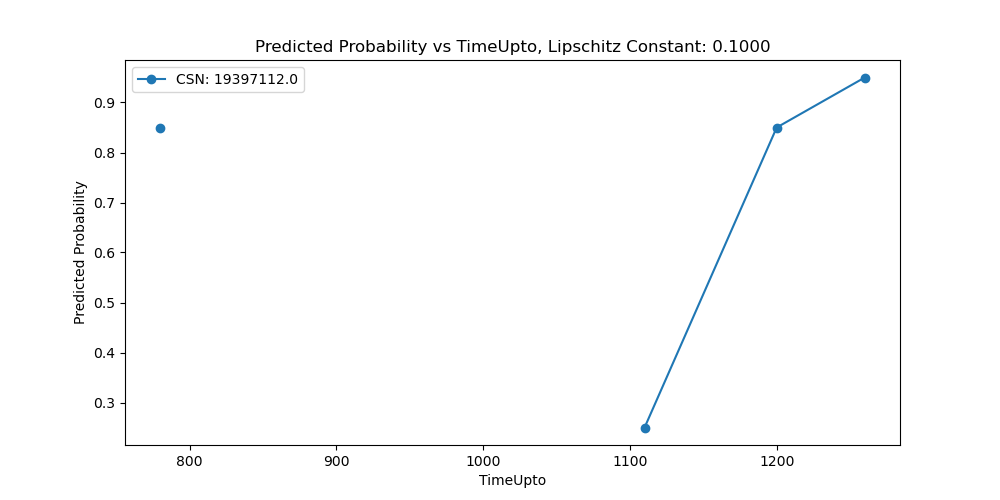 Predicted Probability vs TimeUpto, Lipschitz Constant: 0.1000
CSN: 19397112.0
Predicted Probability
0.9
0.8
0.7
0.6
0.5
0.4
0.3
800 900 1000 1100 1200
TimeUpto